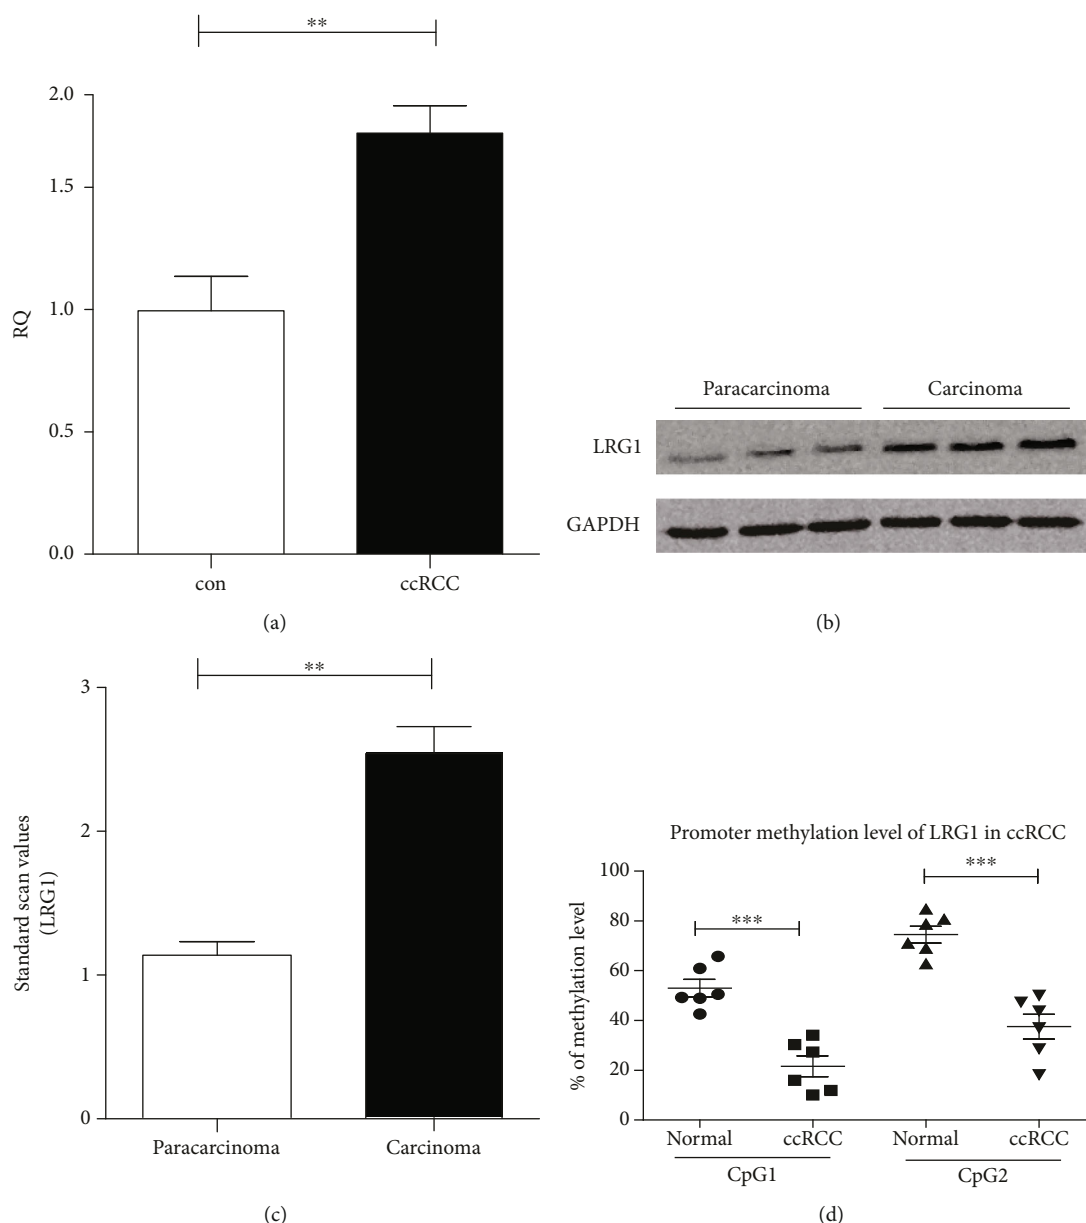 **
2.0
1.5
1.0
0.5
0.0
RQ
con
ccRCC
(a)
Paracarcinoma
Carcinoma
LRG1
GAPDH
(b)
**
3
2
1
0
Standard scan values
(LRG1)
Paracarcinoma
Carcinoma
(c)
Promoter methylation level of LRG1 in ccRCC
100
80
60
40
20
0
% of methylation level
***
***
Normal
ccRCC
Normal
ccRCC
CpG1
CpG2
(d)